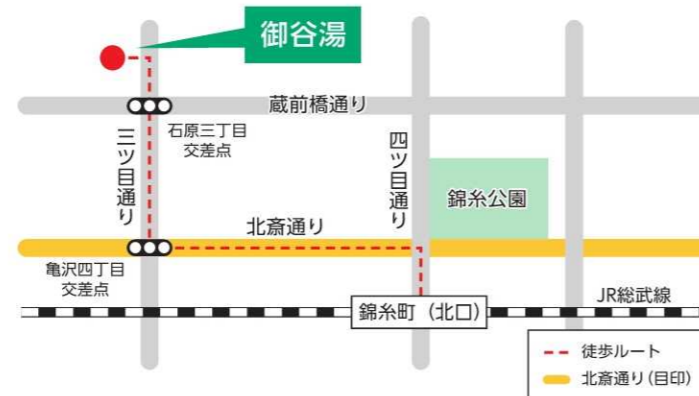 御谷湯
蔵前橋通り
石原三丁目
交差点
三ツ目通り
四ツ目通り
錦糸公園
北斎通り
亀沢四丁目
交差点
JR総武線
錦糸町（北口）
徒歩ルート
北斎通り（目印）